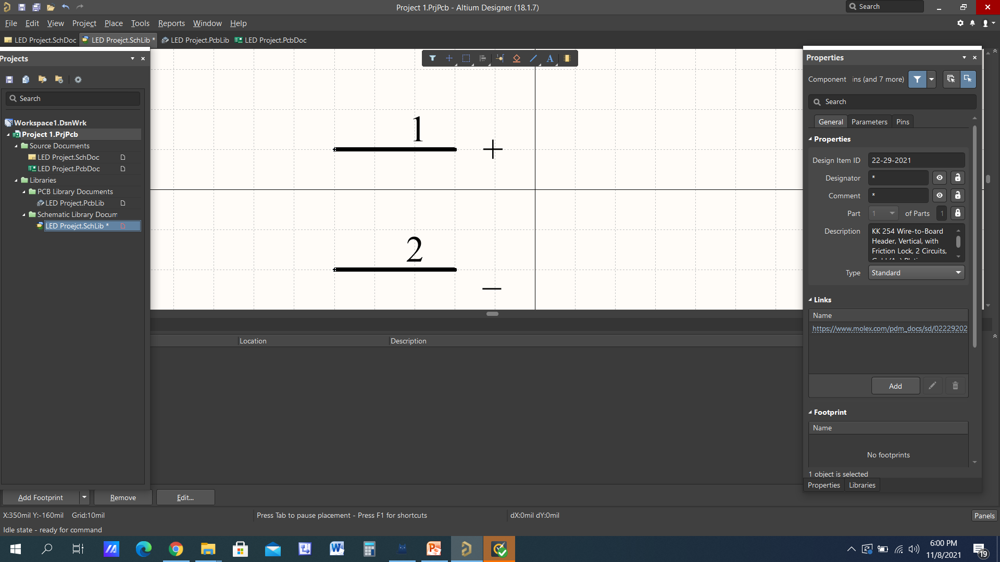 Project 1.PrjPcb - Altium Designer (18.1.7)
Search
File Edit View Project Place Tools Reports Window Help
LED Project.SchDoc
LED Proejct.SchLib *
LED Project.PcbLib
LED Project.PcbDoc
Projects
Search
Workspace1.DsnWrk
Project 1.PrjPcb
Source Documents
LED Project.SchDoc
LED Project.PcbDoc
Libraries
PCB Library Documents
LED Project.PcbLib
Schematic Library Docum
LED Proejct.SchLib *
1
+
2
–
Location
Description
Properties
Component ins (and 7 more)
Search
General Parameters Pins
Properties
Design Item ID 22-29-2021
Designator *
Comment *
Part 1 of Parts 1
Description KK 254 Wire-to-Board
Header, Vertical, with
Friction Lock, 2 Circuits,
Type Standard
Links
Name
https://www.molex.com/pdm_docs/sd/02229202
Add
Footprint
Name
No footprints
1 object is selected
Properties Libraries
Add Footprint Remove Edit...
X:350mil Y:-160mil Grid:10mil
Press Tab to pause placement - Press F1 for shortcuts
dX:0mil dY:0mil
Panels
Idle state - ready for command
6:00 PM
11/8/2021
19